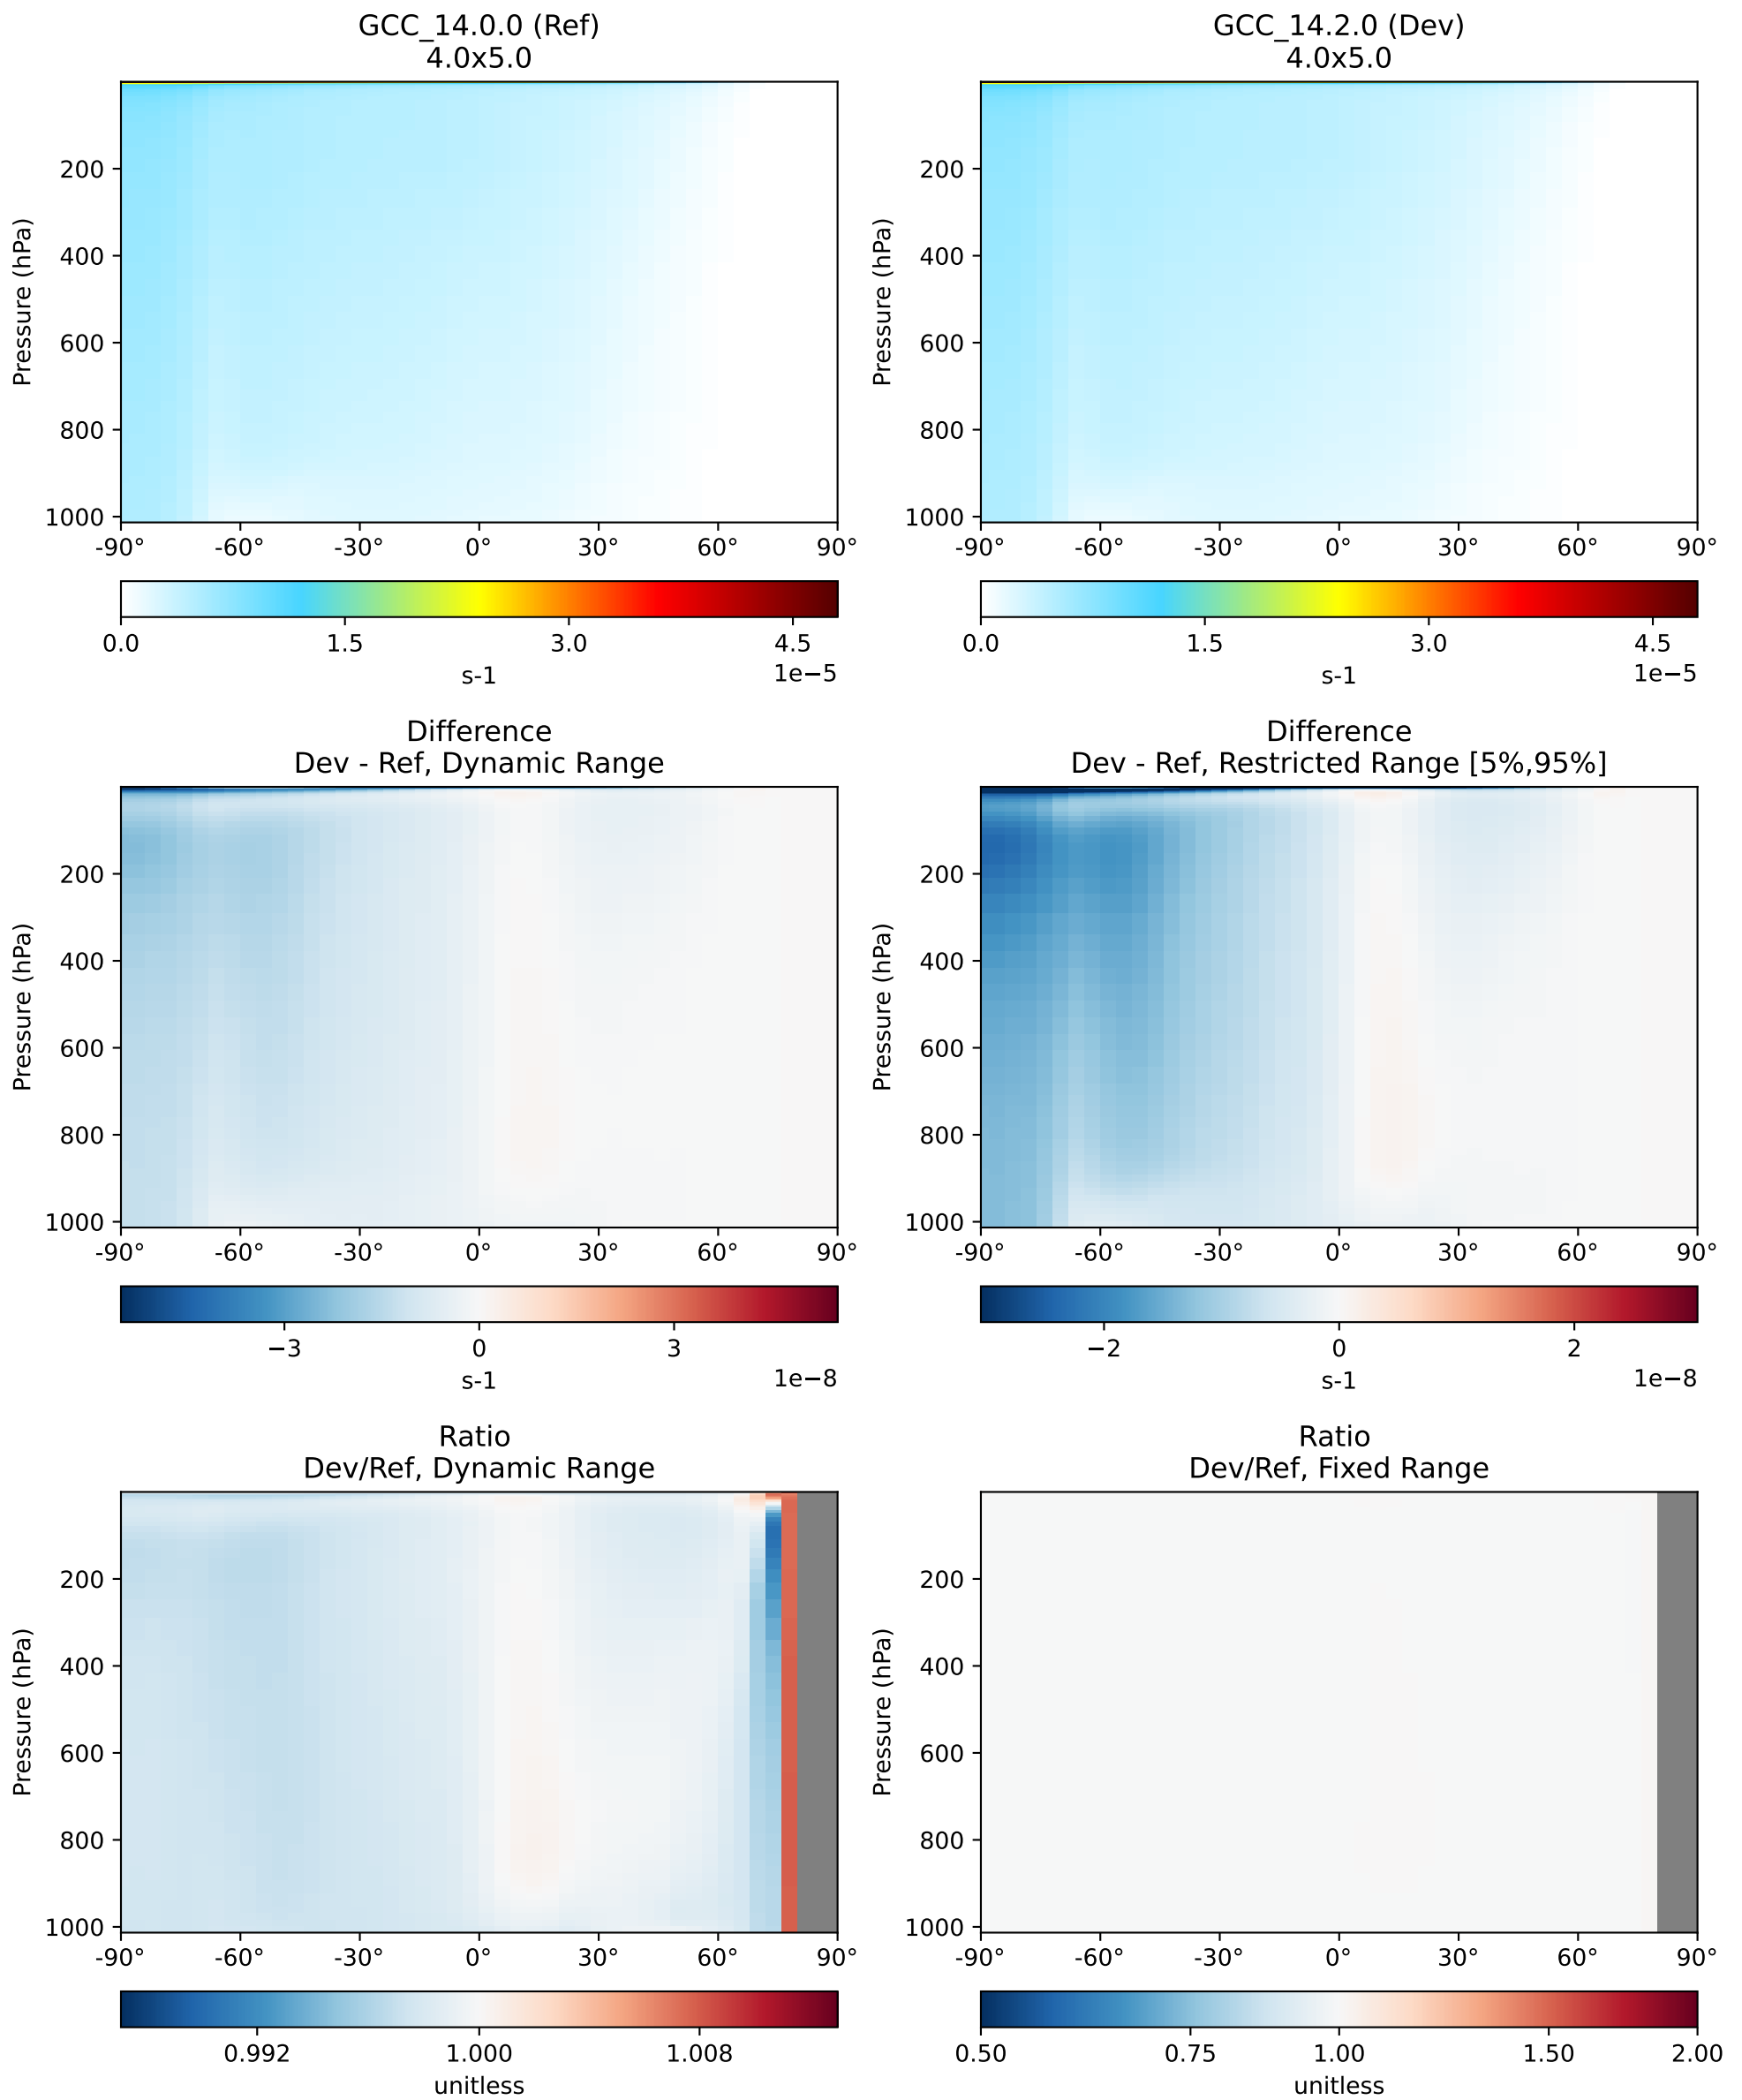 GCC_14.0.0 (Ref)
4.0x5.0
Pressure (hPa)
200
400
600
800
1000
-90° -60° -30° 0° 30° 60° 90°
0.0 1.5 3.0 4.5
1e−5
s-1
GCC_14.2.0 (Dev)
4.0x5.0
Pressure (hPa)
200
400
600
800
1000
-90° -60° -30° 0° 30° 60° 90°
0.0 1.5 3.0 4.5
1e−5
s-1
Difference
Dev - Ref, Dynamic Range
Pressure (hPa)
200
400
600
800
1000
-90° -60° -30° 0° 30° 60° 90°
−3 0 3
1e−8
s-1
Difference
Dev - Ref, Restricted Range [5%,95%]
Pressure (hPa)
200
400
600
800
1000
-90° -60° -30° 0° 30° 60° 90°
−2 0 2
1e−8
s-1
Ratio
Dev/Ref, Dynamic Range
Pressure (hPa)
200
400
600
800
1000
-90° -60° -30° 0° 30° 60° 90°
0.992 1.000 1.008
unitless
Ratio
Dev/Ref, Fixed Range
Pressure (hPa)
200
400
600
800
1000
-90° -60° -30° 0° 30° 60° 90°
0.50 0.75 1.00 1.50 2.00
unitless